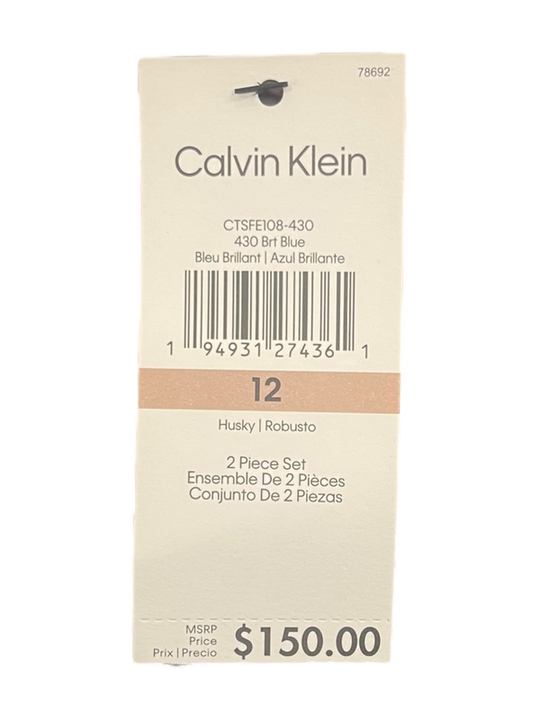 78692
Calvin Klein
CTSFE108-430
430 Brt Blue
Bleu Brillant | Azul Brillante
1 94931 27436 1
12
Husky | Robusto
2 Piece Set
Ensemble De 2 Pièces
Conjunto De 2 Piezas
MSRP
Price
Prix | Precio
$150.00